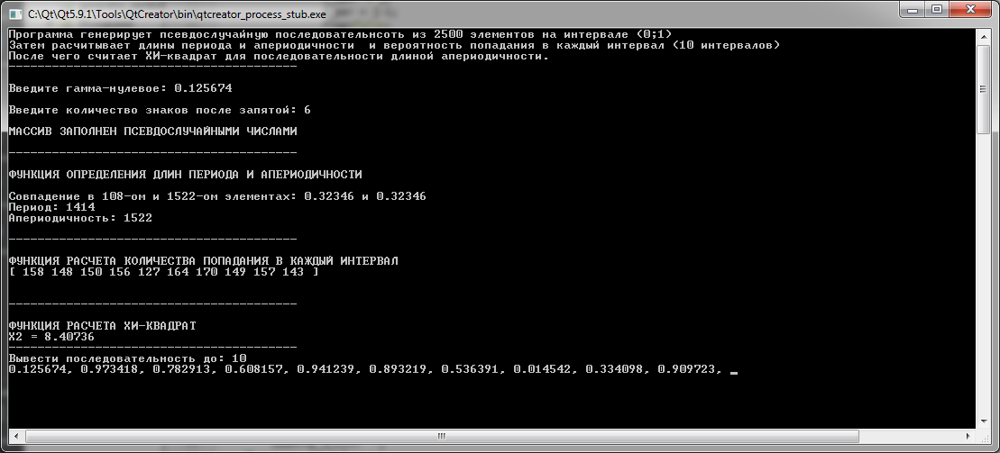 C:\Qt\Qt5.9.1\Tools\QtCreator\bin\qtcreator_process_stub.exe
Программа генерирует псевдослучайную последовательнсоть из 2500 элементов на интервале (0;1)
Затем расчитывает длины периода и апериодичности  и вероятность попадания в каждый интервал (10 интервалов)
После чего считает ХИ-квадрат для последовательности длиной апериодичности.
----------------------------------------
Введите гамма-нулевое: 0.125674
Введите количество знаков после запятой: 6
МАССИВ ЗАПОЛНЕН ПСЕВДОСЛУЧАЙНЫМИ ЧИСЛАМИ
----------------------------------------
ФУНКЦИЯ ОПРЕДЕЛЕНИЯ ДЛИН ПЕРИОДА И АПЕРИОДИЧНОСТИ
Совпадение в 108-ом и 1522-ом элементах: 0.32346 и 0.32346
Период: 1414
Апериодичность: 1522
----------------------------------------
ФУНКЦИЯ РАСЧЕТА КОЛИЧЕСТВА ПОПАДАНИЯ В КАЖДЫЙ ИНТЕРВАЛ
[ 158 148 150 156 127 164 170 149 157 143 ]
----------------------------------------
ФУНКЦИЯ РАСЧЕТА ХИ-КВАДРАТ
X2 = 8.40736
----------------------------------------
Вывести последовательность до: 10
0.125674, 0.973418, 0.782913, 0.608157, 0.941239, 0.893219, 0.536391, 0.014542, 0.334098, 0.909723, _